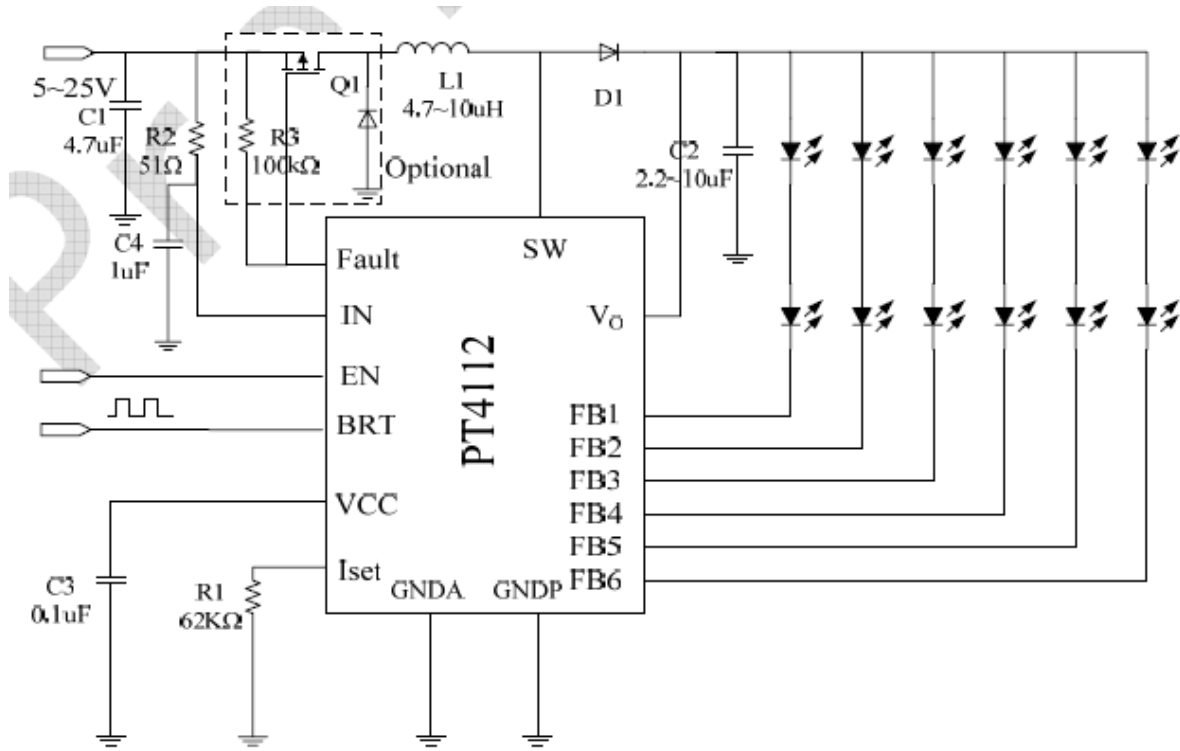 5~25V
C1
4.7uF
R2
51Ω
R3
100kΩ
Q1
Optional
L1
4.7~10uH
D1
C2
2.2~10uF
C4
1uF
Fault
SW
IN
VO
EN
BRT
PT4112
FB1
FB2
FB3
FB4
FB5
FB6
VCC
Iset
GNDA
GNDP
C3
0.1uF
R1
62KΩ